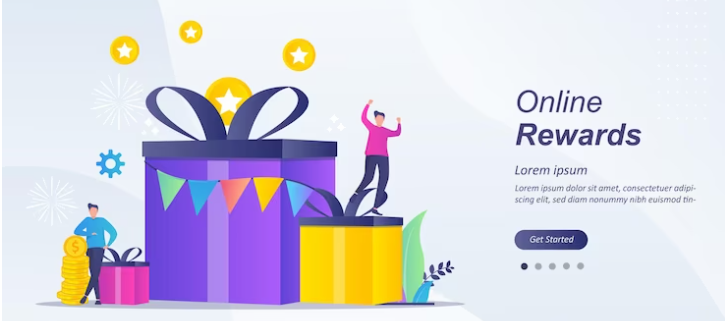 Online
Rewards
Lorem ipsum
Lorem ipsum dolor sit amet, consectetuer adipi-
scing elit, sed diam nonummy nibh euismod tin-
Get Started
$